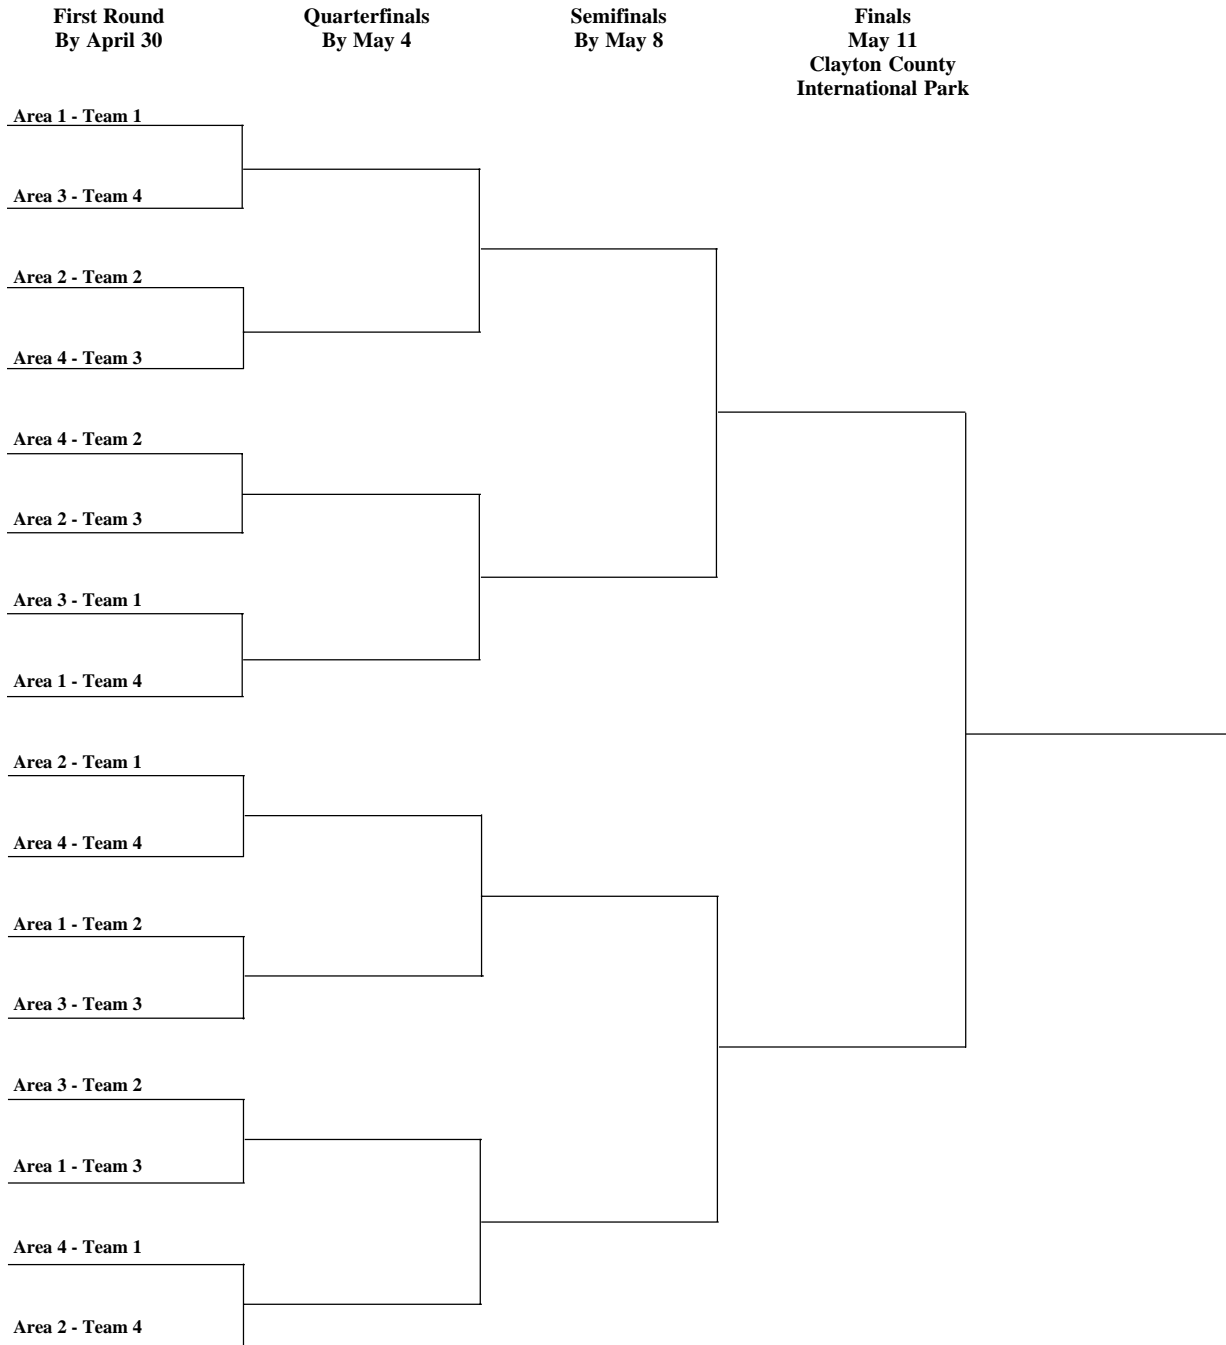 First Round
By April 30
Quarterfinals
By May 4
Semifinals
By May 8
Finals
May 11
Clayton County
International Park
Area 1 - Team 1
Area 3 - Team 4
Area 2 - Team 2
Area 4 - Team 3
Area 4 - Team 2
Area 2 - Team 3
Area 3 - Team 1
Area 1 - Team 4
Area 2 - Team 1
Area 4 - Team 4
Area 1 - Team 2
Area 3 - Team 3
Area 3 - Team 2
Area 1 - Team 3
Area 4 - Team 1
Area 2 - Team 4